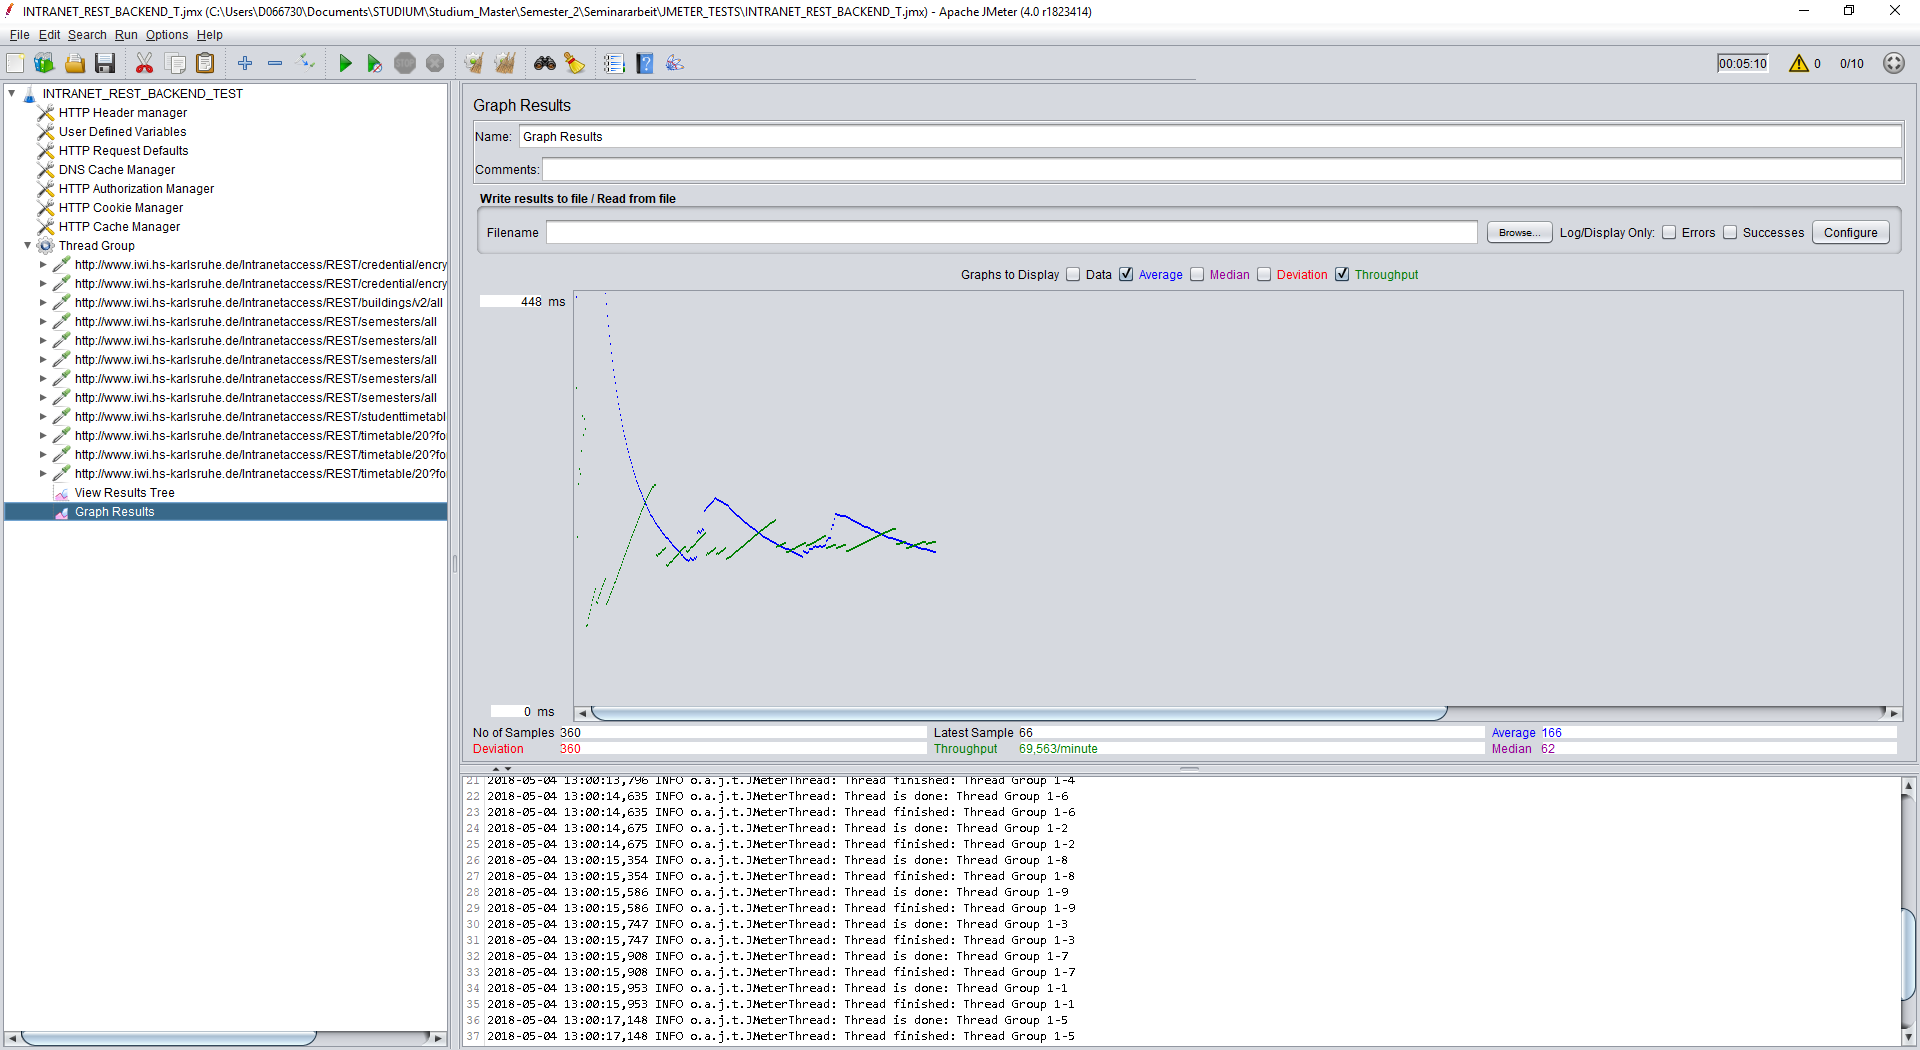 INTRANET_REST_BACKEND_T.jmx (C:\Users\D066730\Documents\STUDIUM\Studium_Master\Semester_2\Seminararbeit\JMETER_TESTS\INTRANET_REST_BACKEND_T.jmx) - Apache JMeter (4.0 r1823414)
File Edit Search Run Options Help
STOP
00:05:10 0 0/10
INTRANET_REST_BACKEND_TEST
HTTP Header manager
User Defined Variables
HTTP Request Defaults
DNS Cache Manager
HTTP Authorization Manager
HTTP Cookie Manager
HTTP Cache Manager
Thread Group
http://www.iwi.hs-karlsruhe.de/Intranetaccess/REST/credential/encry
http://www.iwi.hs-karlsruhe.de/Intranetaccess/REST/credential/encry
http://www.iwi.hs-karlsruhe.de/Intranetaccess/REST/buildings/v2/all
http://www.iwi.hs-karlsruhe.de/Intranetaccess/REST/semesters/all
http://www.iwi.hs-karlsruhe.de/Intranetaccess/REST/semesters/all
http://www.iwi.hs-karlsruhe.de/Intranetaccess/REST/semesters/all
http://www.iwi.hs-karlsruhe.de/Intranetaccess/REST/semesters/all
http://www.iwi.hs-karlsruhe.de/Intranetaccess/REST/semesters/all
http://www.iwi.hs-karlsruhe.de/Intranetaccess/REST/studenttimetabl
http://www.iwi.hs-karlsruhe.de/Intranetaccess/REST/timetable/20?fo
http://www.iwi.hs-karlsruhe.de/Intranetaccess/REST/timetable/20?fo
http://www.iwi.hs-karlsruhe.de/Intranetaccess/REST/timetable/20?fo
View Results Tree
Graph Results
Graph Results
Name: Graph Results
Comments:
Write results to file / Read from file
Filename Browse... Log/Display Only: Errors Successes Configure
Graphs to Display Data Average Median Deviation Throughput
448 ms
0 ms
No of Samples 360 Latest Sample 66 Average 166
Deviation 360 Throughput 69,563/minute Median 62
21 2018-05-04 13:00:13,796 INFO o.a.j.t.JMeterThread: Thread finished: Thread Group 1-4
22 2018-05-04 13:00:14,635 INFO o.a.j.t.JMeterThread: Thread is done: Thread Group 1-6
23 2018-05-04 13:00:14,635 INFO o.a.j.t.JMeterThread: Thread finished: Thread Group 1-6
24 2018-05-04 13:00:14,675 INFO o.a.j.t.JMeterThread: Thread is done: Thread Group 1-2
25 2018-05-04 13:00:14,675 INFO o.a.j.t.JMeterThread: Thread finished: Thread Group 1-2
26 2018-05-04 13:00:15,354 INFO o.a.j.t.JMeterThread: Thread is done: Thread Group 1-8
27 2018-05-04 13:00:15,354 INFO o.a.j.t.JMeterThread: Thread finished: Thread Group 1-8
28 2018-05-04 13:00:15,586 INFO o.a.j.t.JMeterThread: Thread is done: Thread Group 1-9
29 2018-05-04 13:00:15,586 INFO o.a.j.t.JMeterThread: Thread finished: Thread Group 1-9
30 2018-05-04 13:00:15,747 INFO o.a.j.t.JMeterThread: Thread is done: Thread Group 1-3
31 2018-05-04 13:00:15,747 INFO o.a.j.t.JMeterThread: Thread finished: Thread Group 1-3
32 2018-05-04 13:00:15,908 INFO o.a.j.t.JMeterThread: Thread is done: Thread Group 1-7
33 2018-05-04 13:00:15,908 INFO o.a.j.t.JMeterThread: Thread finished: Thread Group 1-7
34 2018-05-04 13:00:15,953 INFO o.a.j.t.JMeterThread: Thread is done: Thread Group 1-1
35 2018-05-04 13:00:15,953 INFO o.a.j.t.JMeterThread: Thread finished: Thread Group 1-1
36 2018-05-04 13:00:17,148 INFO o.a.j.t.JMeterThread: Thread is done: Thread Group 1-5
37 2018-05-04 13:00:17,148 INFO o.a.j.t.JMeterThread: Thread finished: Thread Group 1-5